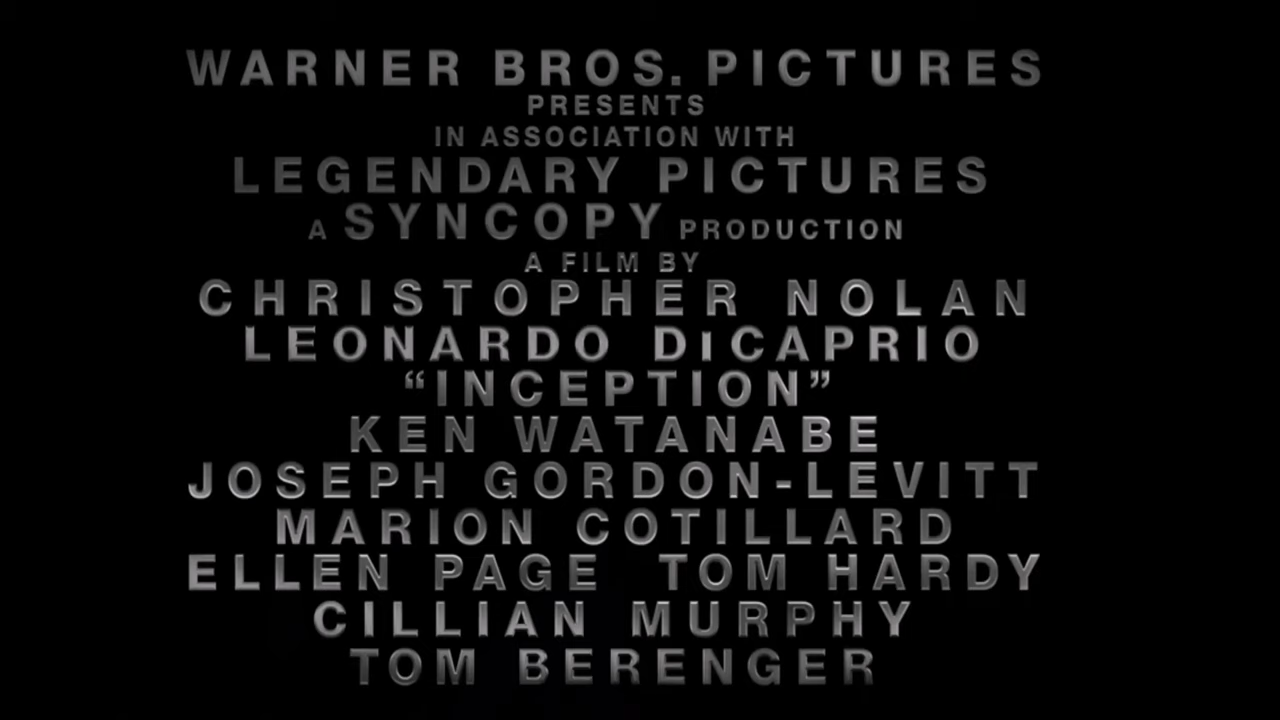 WARNER BROS. PICTURES
PRESENTS
IN ASSOCIATION WITH
LEGENDARY PICTURES
A SYNCOPY PRODUCTION
A FILM BY
CHRISTOPHER NOLAN
LEONARDO DiCAPRIO
“INCEPTION”
KEN WATANABE
JOSEPH GORDON-LEVITT
MARION COTILLARD
ELLEN PAGE TOM HARDY
CILLIAN MURPHY
TOM BERENGER